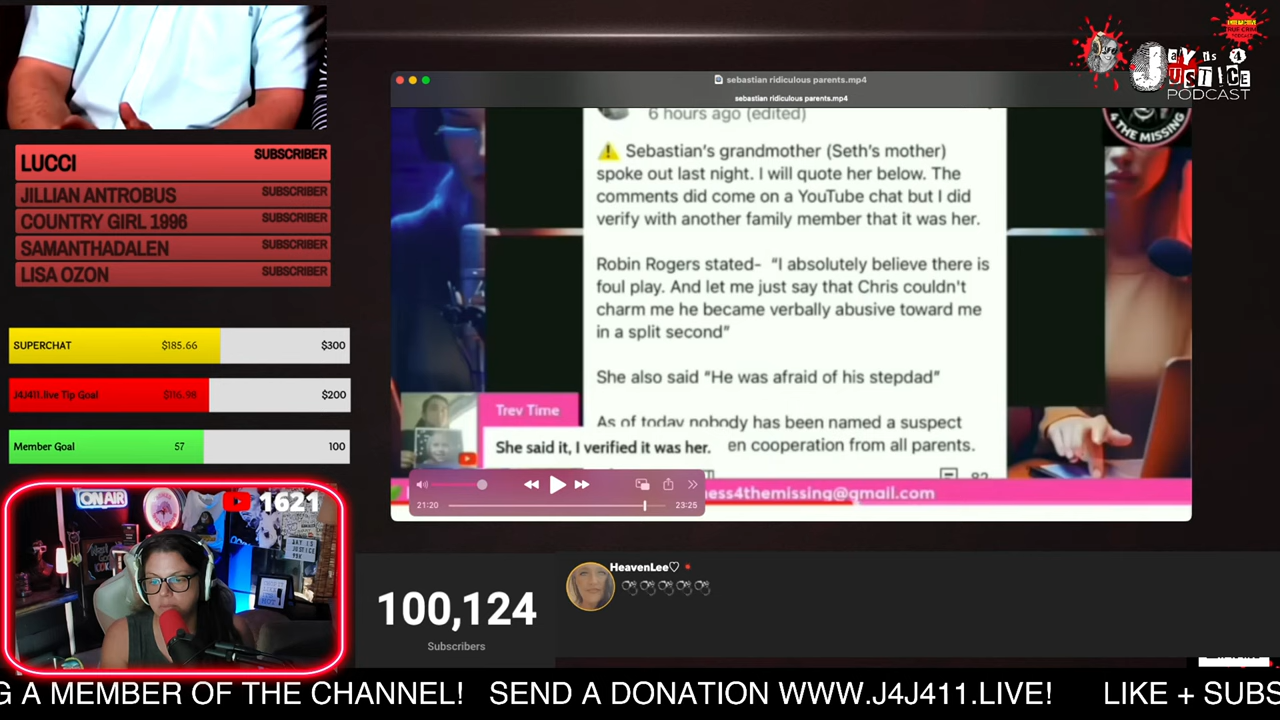 LUCCI SUBSCRIBER
JILLIAN ANTROBUS SUBSCRIBER
COUNTRY GIRL 1996 SUBSCRIBER
SAMANTHADALEN SUBSCRIBER
LISA OZON SUBSCRIBER
SUPERCHAT $185.66 $300
J4J411.live Tip Goal $116.98 $200
Member Goal 57 100
ON AIR
1621
sebastian ridiculous parents.mp4
sebastian ridiculous parents.mp4
JAY IS 4
JUSTICE
PODCAST
4 THE MISSING
6 hours ago (edited)
⚠️ Sebastian's grandmother (Seth's mother)
spoke out last night. I will quote her below. The
comments did come on a YouTube chat but I did
verify with another family member that it was her.
Robin Rogers stated- “I absolutely believe there is
foul play. And let me just say that Chris couldn't
charm me he became verbally abusive toward me
in a split second”
She also said “He was afraid of his stepdad”
As of today nobody has been named a suspect
en cooperation from all parents.
Trev Time
She said it, I verified it was her.
ness4themissing@gmail.com
21:20 23:25
100,124
Subscribers
HeavenLee♡
G A MEMBER OF THE CHANNEL! SEND A DONATION WWW.J4J411.LIVE! LIKE + SUBS